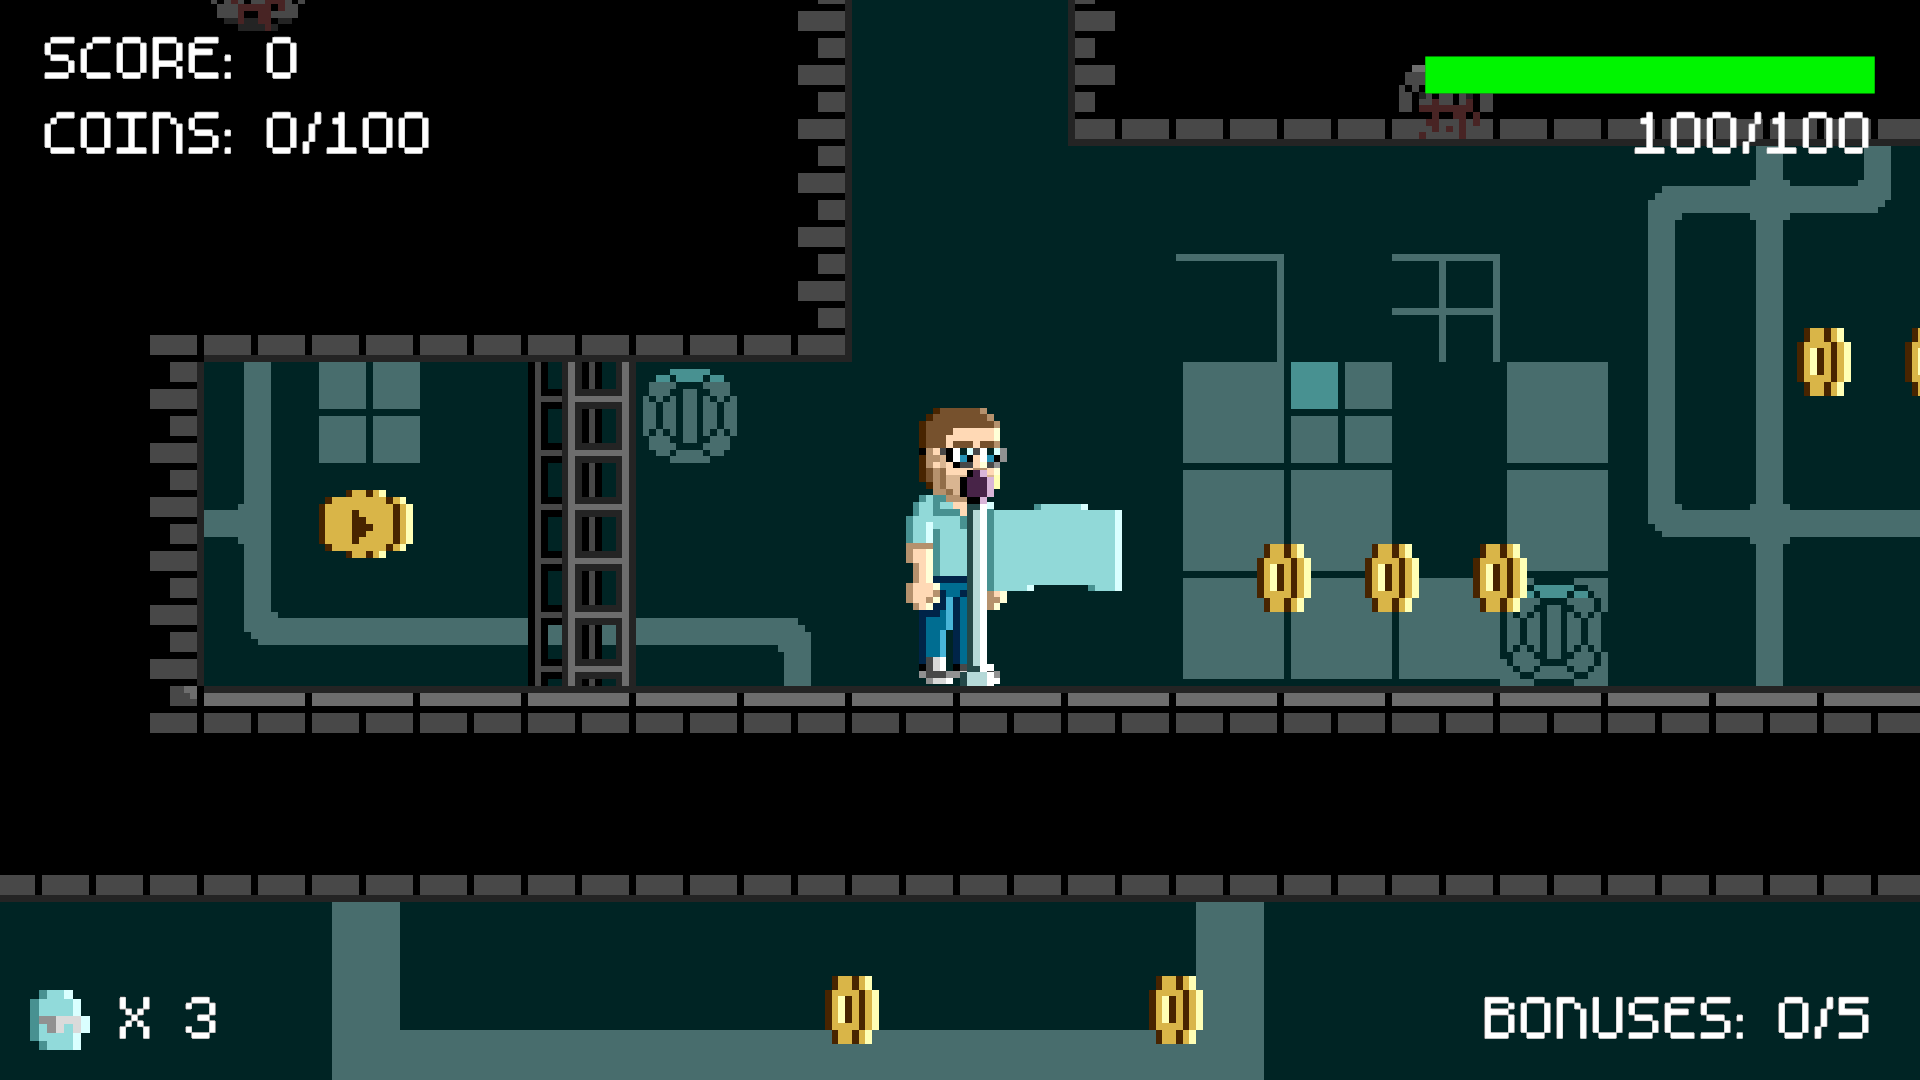 SCORE: 0
COINS: 0/100
100/100
X 3
BONUSES: 0/5